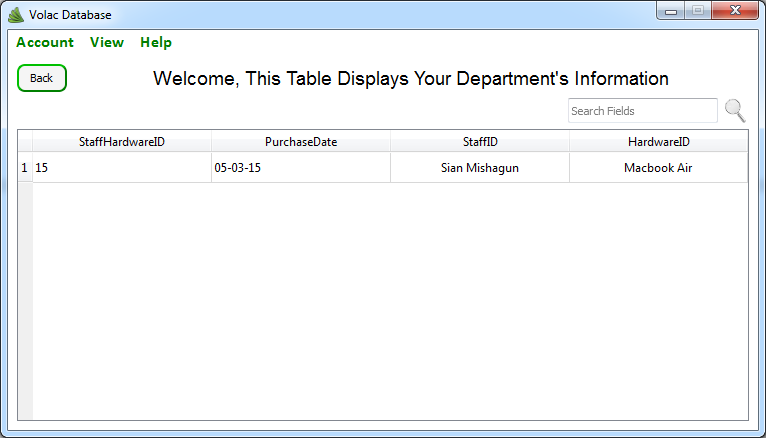 Volac Database
Account View Help
Back
Welcome, This Table Displays Your Department's Information
Search Fields
StaffHardwareID PurchaseDate StaffID HardwareID
1 15 05-03-15 Sian Mishagun Macbook Air